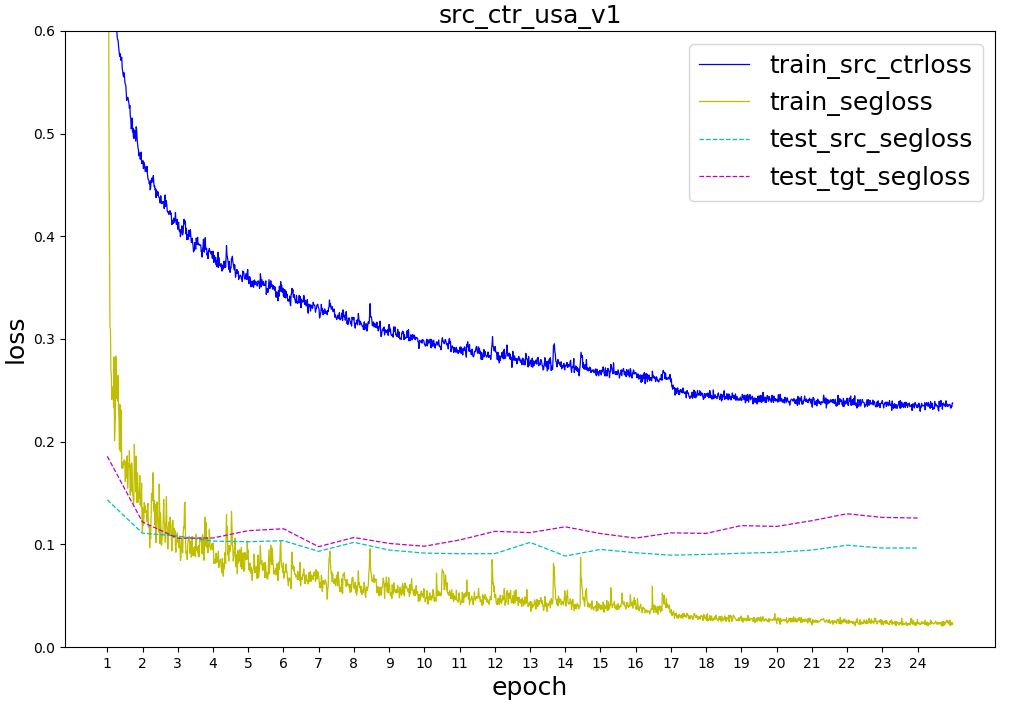 src_ctr_usa_v1
train_src_ctrloss
train_segloss
test_src_segloss
test_tgt_segloss
0.6
0.5
0.4
0.3
0.2
0.1
0.0
loss
1 2 3 4 5 6 7 8 9 10 11 12 13 14 15 16 17 18 19 20 21 22 23 24
epoch